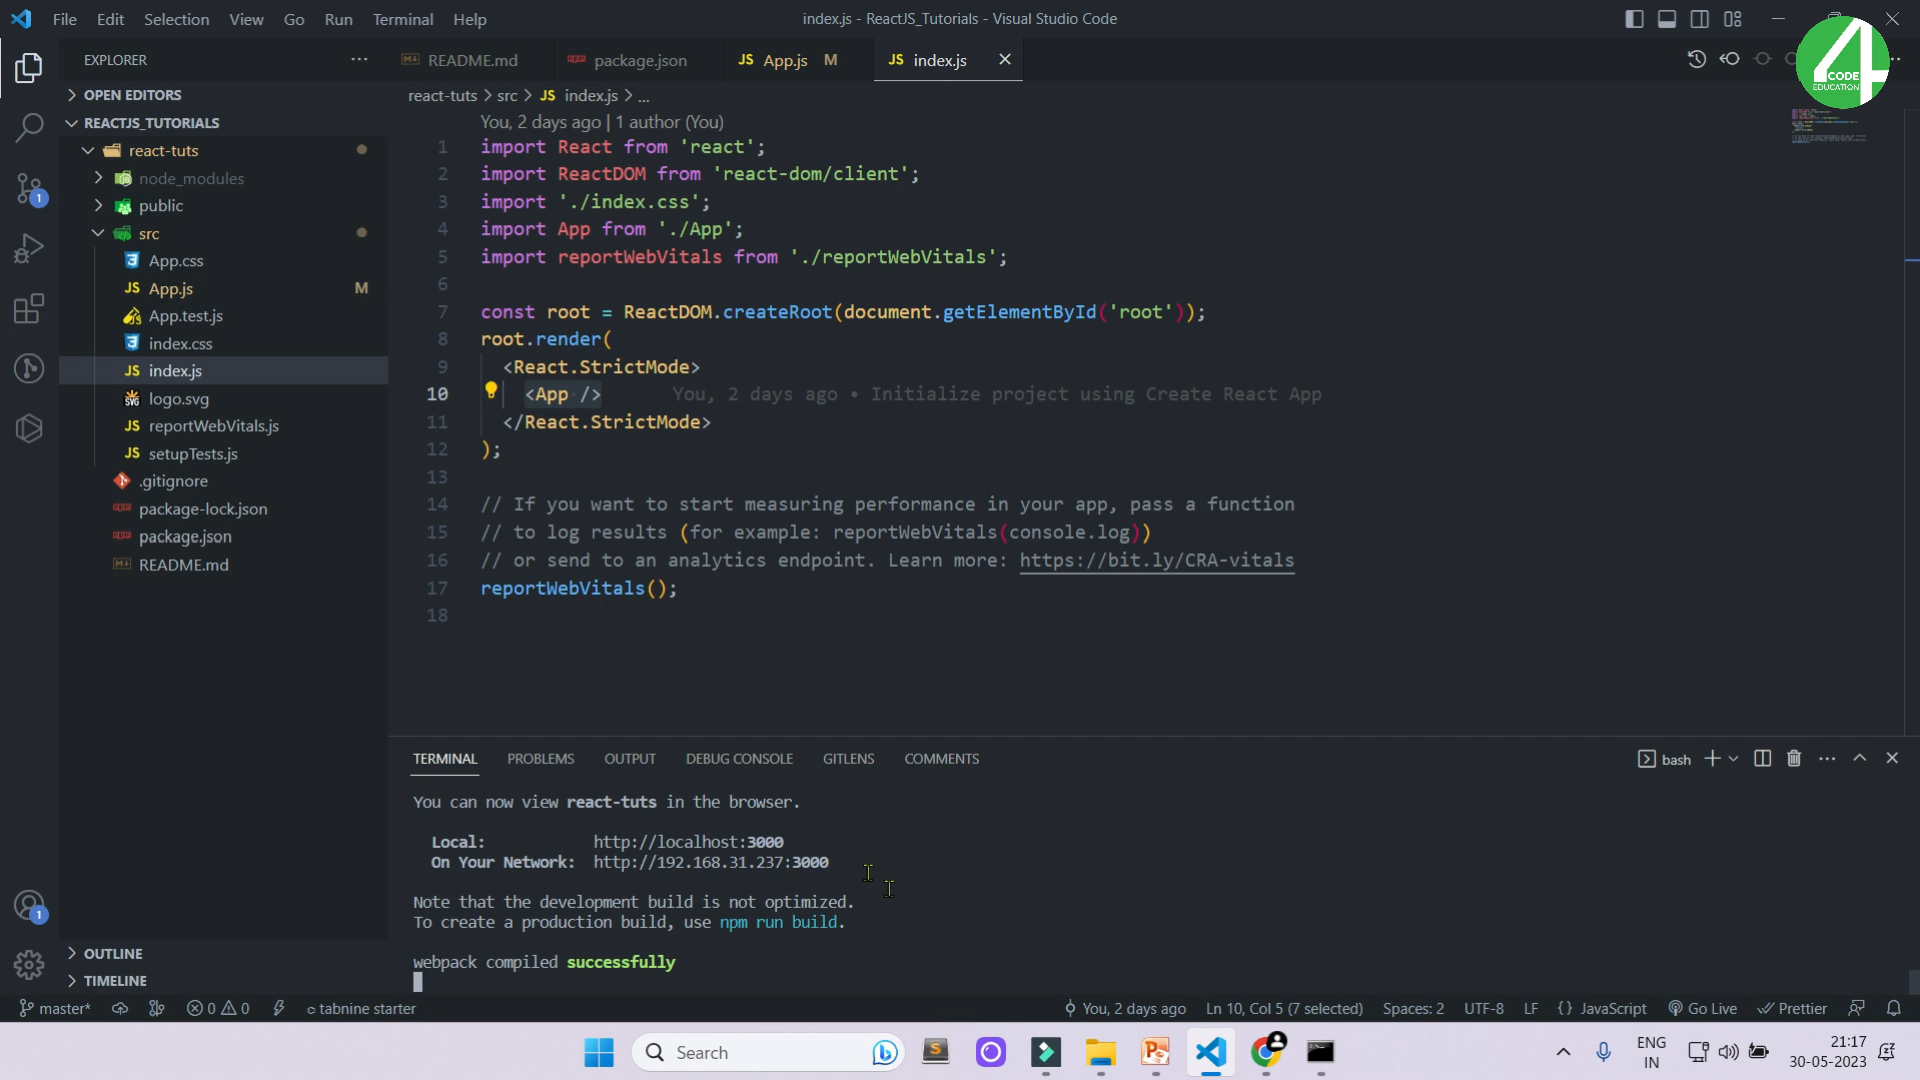 File Edit Selection View Go Run Terminal Help
index.js - ReactJS_Tutorials - Visual Studio Code
EXPLORER
README.md
package.json
JS App.js M
JS index.js
4
CODE
EDUCATION
OPEN EDITORS
REACTJS_TUTORIALS
react-tuts
node_modules
public
src
App.css
JS App.js M
App.test.js
index.css
JS index.js
logo.svg
JS reportWebVitals.js
JS setupTests.js
.gitignore
package-lock.json
package.json
README.md
OUTLINE
TIMELINE
1
1
react-tuts > src > JS index.js > ...
You, 2 days ago | 1 author (You)
1 import React from 'react';
2 import ReactDOM from 'react-dom/client';
3 import './index.css';
4 import App from './App';
5 import reportWebVitals from './reportWebVitals';
6
7 const root = ReactDOM.createRoot(document.getElementById('root'));
8 root.render(
9 <React.StrictMode>
10 <App /> You, 2 days ago • Initialize project using Create React App
11 </React.StrictMode>
12 );
13
14 // If you want to start measuring performance in your app, pass a function
15 // to log results (for example: reportWebVitals(console.log))
16 // or send to an analytics endpoint. Learn more: https://bit.ly/CRA-vitals
17 reportWebVitals();
18
TERMINAL PROBLEMS OUTPUT DEBUG CONSOLE GITLENS COMMENTS
bash
You can now view react-tuts in the browser.
Local: http://localhost:3000
On Your Network: http://192.168.31.237:3000
Note that the development build is not optimized.
To create a production build, use npm run build.
webpack compiled successfully
master* 0 0 tabnine starter
You, 2 days ago Ln 10, Col 5 (7 selected) Spaces: 2 UTF-8 LF {} JavaScript Go Live Prettier
Search
ENG
IN
21:17
30-05-2023